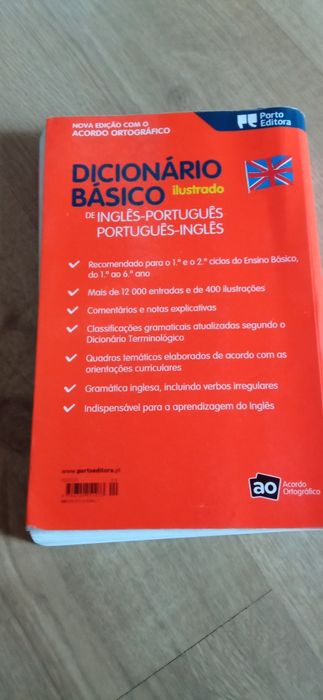 NOVA EDIÇÃO COM O
ACORDO ORTOGRÁFICO
Porto
Editora
DICIONÁRIO
BÁSICO ilustrado
DE INGLÊS-PORTUGUÊS
PORTUGUÊS-INGLÊS
Recomendado para o 1.º e o 2.º ciclos do Ensino Básico,
do 1.º ao 6.º ano
Mais de 12 000 entradas e de 400 ilustrações
Comentários e notas explicativas
Classificações gramaticais atualizadas segundo o
Dicionário Terminológico
Quadros temáticos elaborados de acordo com as
orientações curriculares
Gramática inglesa, incluindo verbos irregulares
Indispensável para a aprendizagem do Inglês
www.portoeditora.pt
ao Acordo
Ortográfico